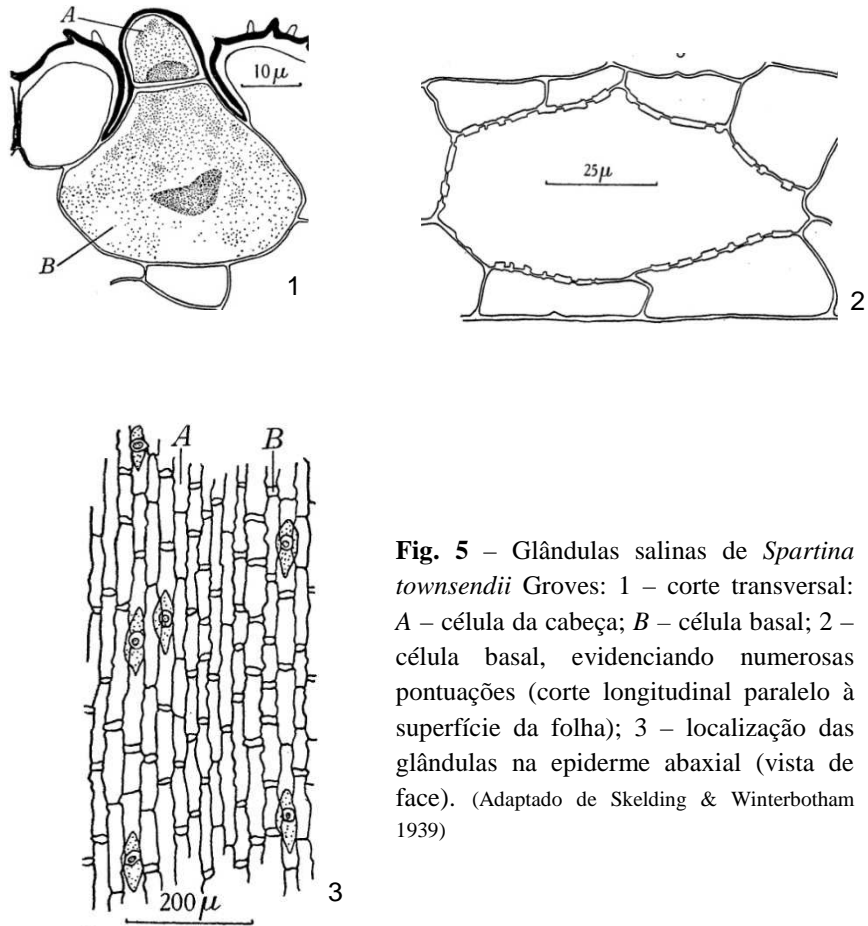 A
10μ
B
1
25μ
2
A
B
200 μ
3
Fig. 5 – Glândulas salinas de Spartina
townsendii Groves: 1 – corte transversal:
A – célula da cabeça; B – célula basal; 2 –
célula basal, evidenciando numerosas
pontuações (corte longitudinal paralelo à
superfície da folha); 3 – localização das
glândulas na epiderme abaxial (vista de
face). (Adaptado de Skelding & Winterbotham
1939)